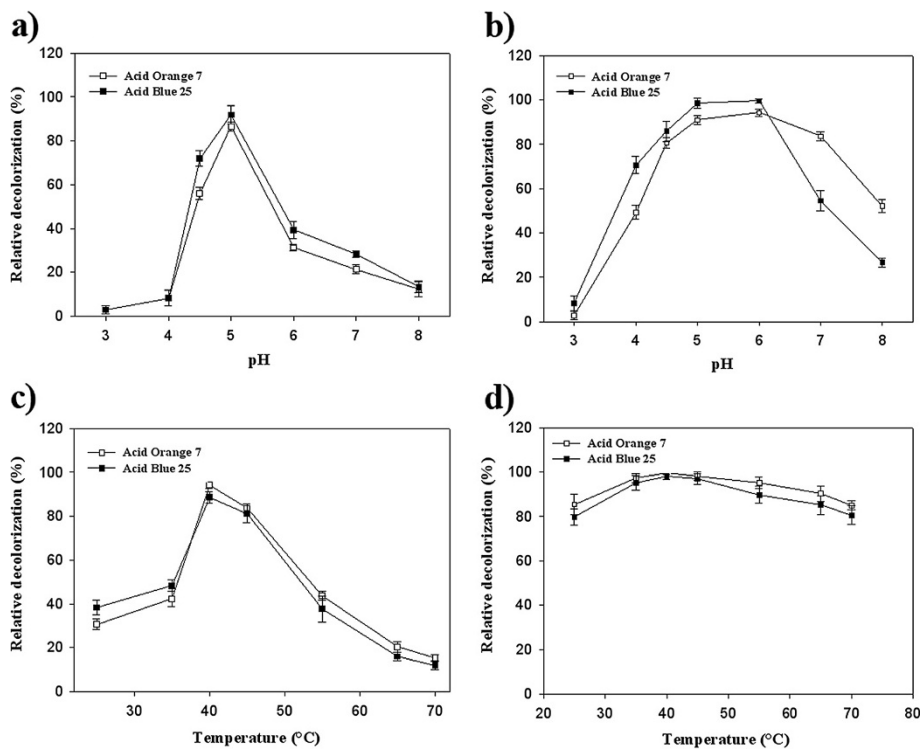 a)
120
100
80
60
40
20
0
Relative decolorization (%)
Acid Orange 7
Acid Blue 25
3 4 5 6 7 8
pH
b)
120
100
80
60
40
20
0
Relative decolorization (%)
Acid Orange 7
Acid Blue 25
3 4 5 6 7 8
pH
c)
120
100
80
60
40
20
0
Relative decolorization (%)
Acid Orange 7
Acid Blue 25
30 40 50 60 70
Temperature (°C)
d)
120
100
80
60
40
20
0
Relative decolorization (%)
Acid Orange 7
Acid Blue 25
20 30 40 50 60 70 80
Temperature (°C)